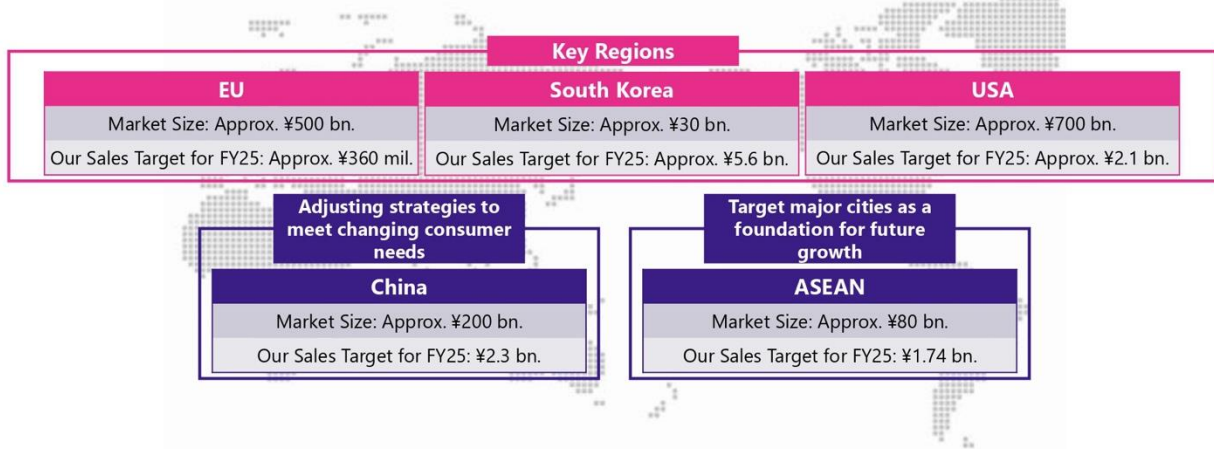 Key Regions
EU
Market Size: Approx. ¥500 bn.
Our Sales Target for FY25: Approx. ¥360 mil.
South Korea
Market Size: Approx. ¥30 bn.
Our Sales Target for FY25: Approx. ¥5.6 bn.
USA
Market Size: Approx. ¥700 bn.
Our Sales Target for FY25: Approx. ¥2.1 bn.
Adjusting strategies to
meet changing consumer
needs
China
Market Size: Approx. ¥200 bn.
Our Sales Target for FY25: ¥2.3 bn.
Target major cities as a
foundation for future
growth
ASEAN
Market Size: Approx. ¥80 bn.
Our Sales Target for FY25: ¥1.74 bn.